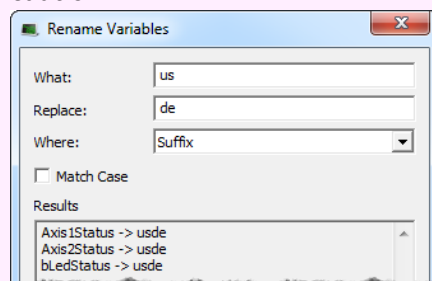 Rename Variables
What: us
Replace: de
Where: Suffix
Match Case
Results
Axis1Status -> usde
Axis2Status -> usde
bLedStatus -> usde